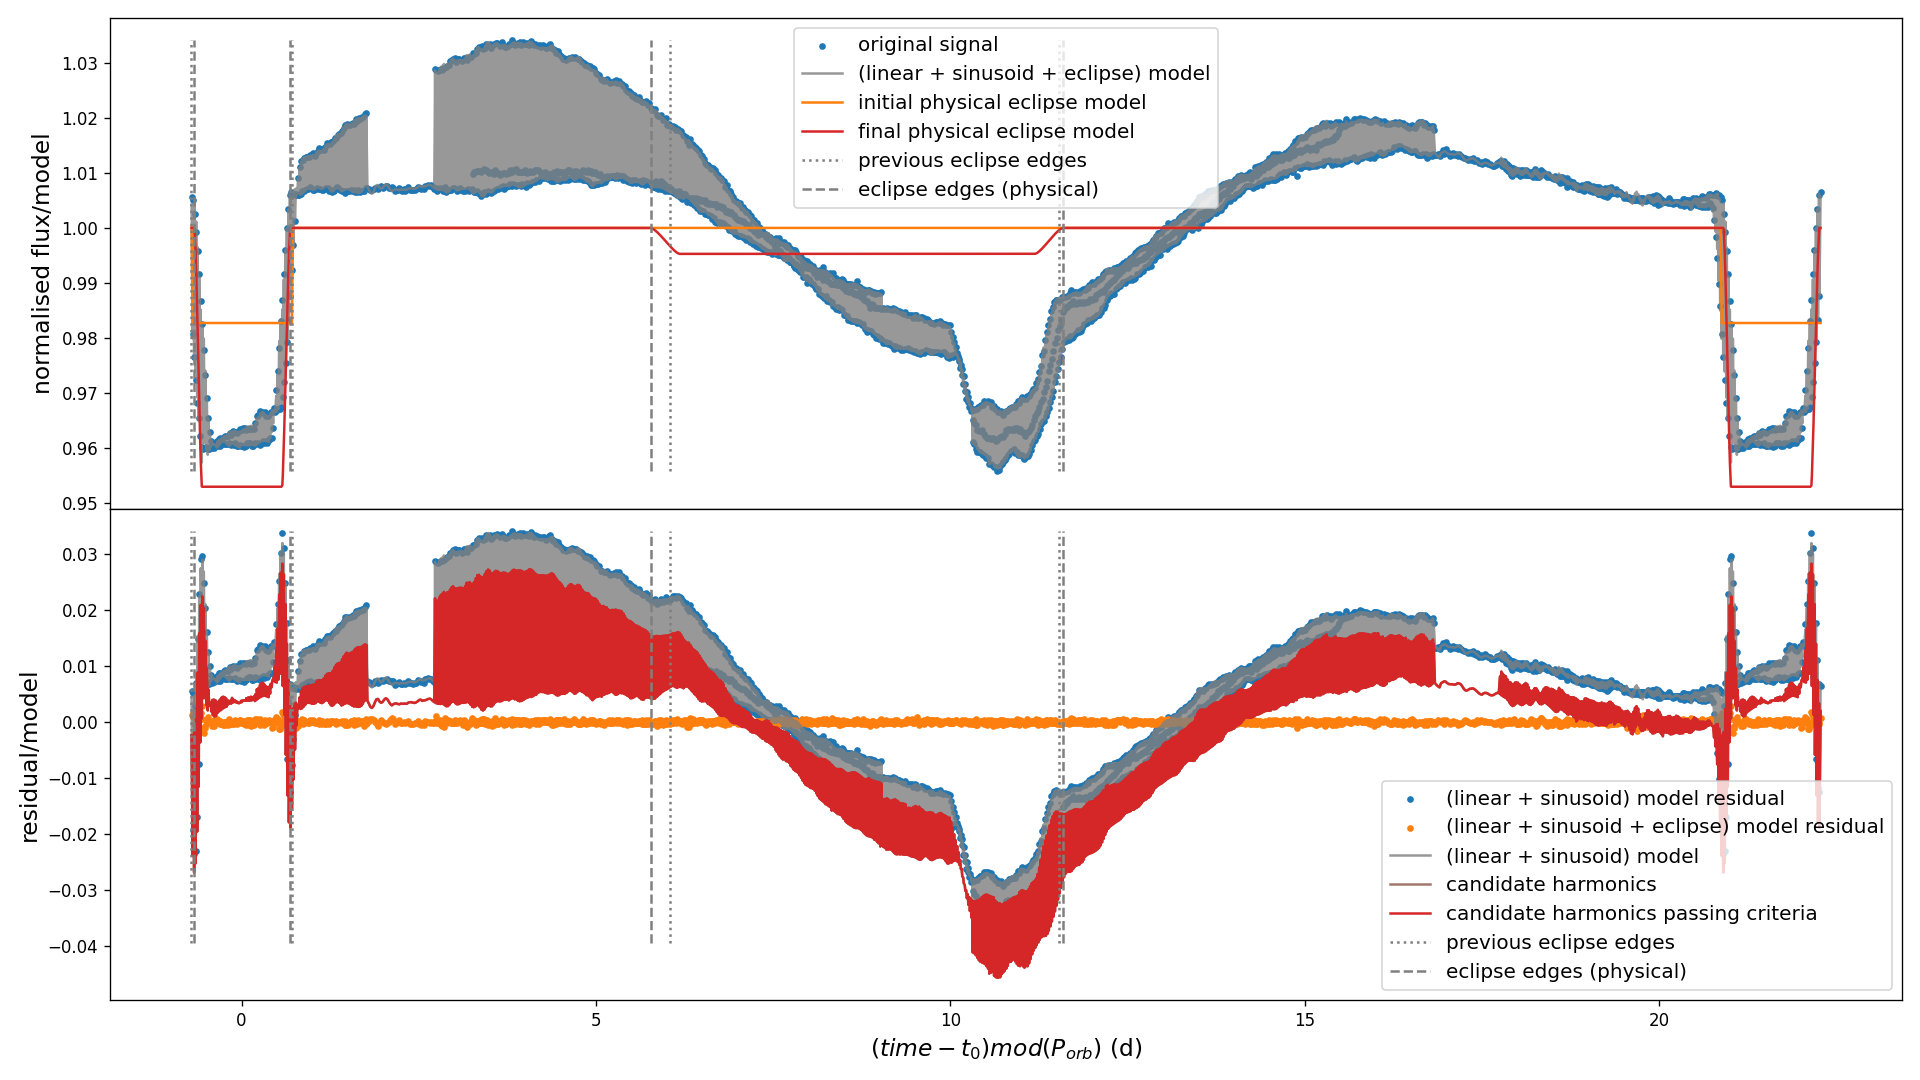 1.03
1.02
1.01
1.00
0.99
0.98
0.97
0.96
0.95
normalised flux/model
original signal
(linear + sinusoid + eclipse) model
initial physical eclipse model
final physical eclipse model
previous eclipse edges
eclipse edges (physical)
0.03
0.02
0.01
0.00
−0.01
−0.02
−0.03
−0.04
residual/model
(linear + sinusoid) model residual
(linear + sinusoid + eclipse) model residual
(linear + sinusoid) model
candidate harmonics
candidate harmonics passing criteria
previous eclipse edges
eclipse edges (physical)
0 5 10 15 20
(time − t₀)mod(P_orb) (d)